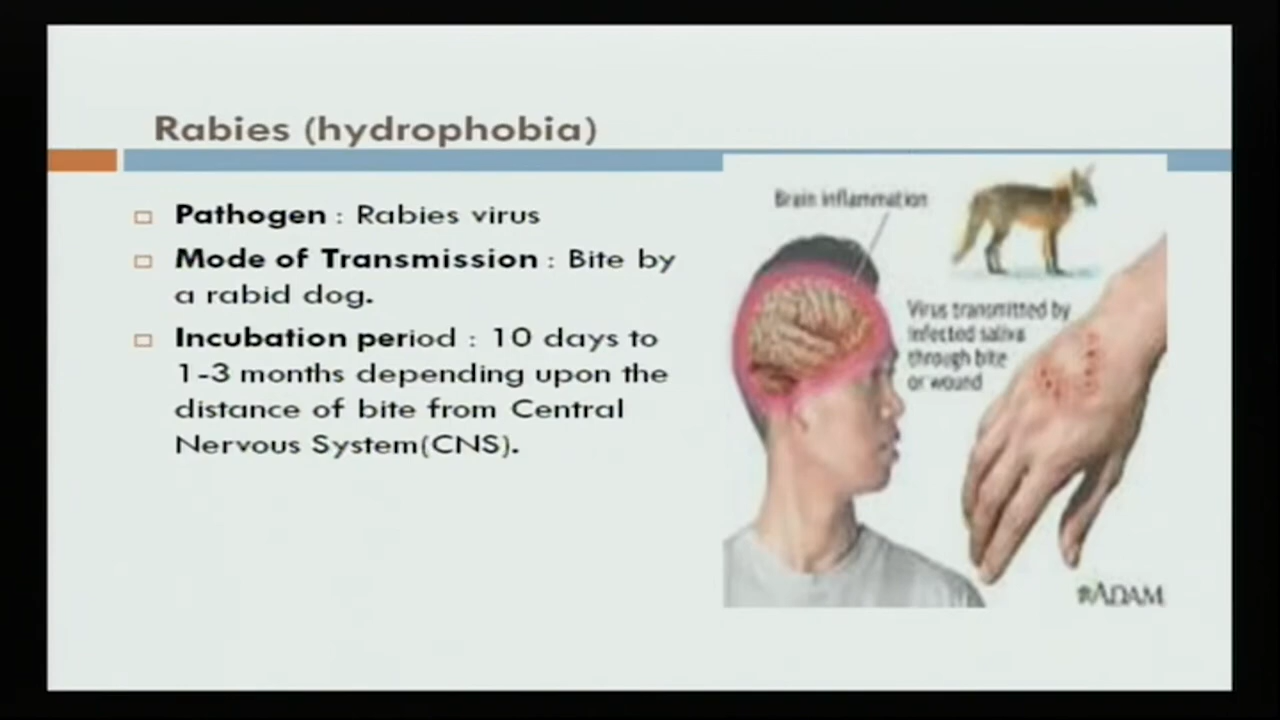 Rabies (hydrophobia)
Pathogen : Rabies virus
Mode of Transmission : Bite by
a rabid dog.
Incubation period : 10 days to
1-3 months depending upon the
distance of bite from Central
Nervous System(CNS).
Brain inflammation
Virus transmitted by
infected saliva
through bite
or wound
ADAM